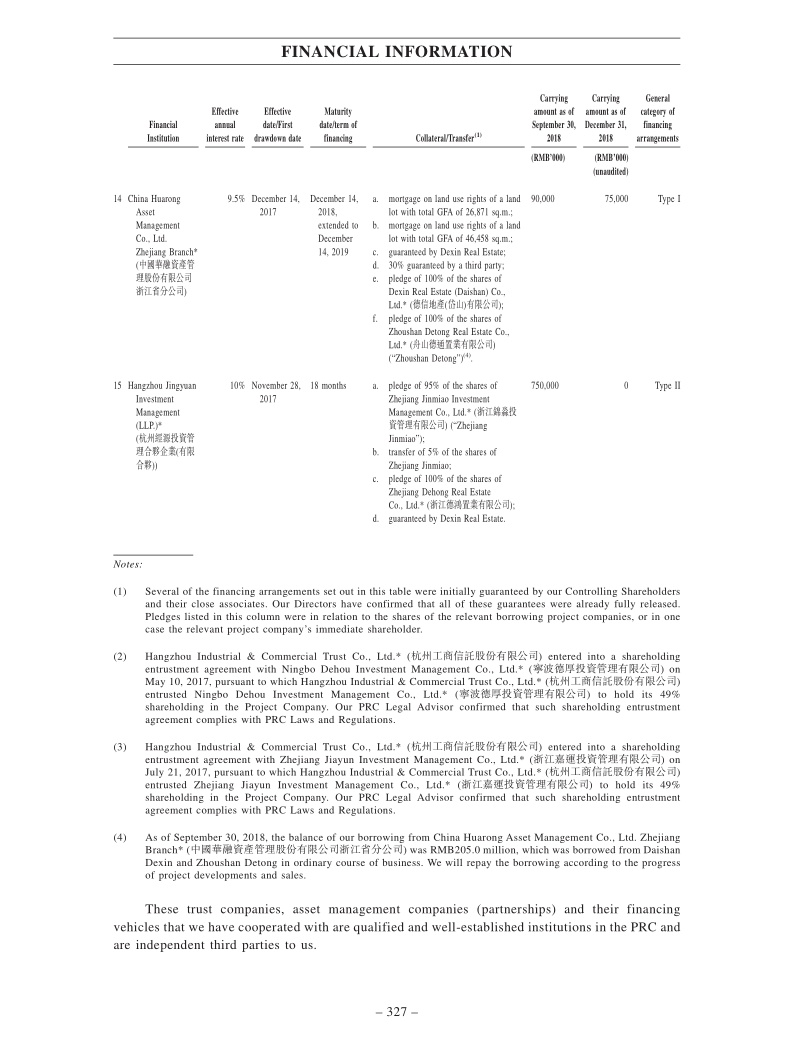 FINANCIAL INFORMATION
Carrying Carrying General
Effective Effective Maturity amount as of amount as of category of
Financial annual date/First date/term of September 30, December 31, financing
Institution interest rate drawdown date financing Collateral/Transfer(1) 2018 2018 arrangements
(RMB'000) (RMB'000)
(unaudited)
14 China Huarong 9.5% December 14, December 14, a. mortgage on land use rights of a land 90,000 75,000 Type I
Asset 2017 2018, lot with total GFA of 26,871 sq.m.;
Management extended to b. mortgage on land use rights of a land
Co., Ltd. December lot with total GFA of 46,458 sq.m.;
Zhejiang Branch* 14, 2019 c. guaranteed by Dexin Real Estate;
(中國華融資產管 d. 30% guaranteed by a third party;
理股份有限公司 e. pledge of 100% of the shares of
浙江省分公司) Dexin Real Estate (Daishan) Co.,
Ltd.* (德信地產(岱山)有限公司);
f. pledge of 100% of the shares of
Zhoushan Detong Real Estate Co.,
Ltd.* (舟山德通置業有限公司)
("Zhoushan Detong")(4).
15 Hangzhou Jingyuan 10% November 28, 18 months a. pledge of 95% of the shares of 750,000 0 Type II
Investment 2017 Zhejiang Jinmiao Investment
Management Management Co., Ltd.* (浙江錦淼投
(LLP.)* 資管理有限公司) ("Zhejiang
(杭州經源投資管 Jinmiao");
理合夥企業(有限 b. transfer of 5% of the shares of
合夥)) Zhejiang Jinmiao;
c. pledge of 100% of the shares of
Zhejiang Dehong Real Estate
Co., Ltd.* (浙江德鴻置業有限公司);
d. guaranteed by Dexin Real Estate.
Notes:
(1) Several of the financing arrangements set out in this table were initially guaranteed by our Controlling Shareholders
and their close associates. Our Directors have confirmed that all of these guarantees were already fully released.
Pledges listed in this column were in relation to the shares of the relevant borrowing project companies, or in one
case the relevant project company's immediate shareholder.
(2) Hangzhou Industrial & Commercial Trust Co., Ltd.* (杭州工商信託股份有限公司) entered into a shareholding
entrustment agreement with Ningbo Dehou Investment Management Co., Ltd.* (寧波德厚投資管理有限公司) on
May 10, 2017, pursuant to which Hangzhou Industrial & Commercial Trust Co., Ltd.* (杭州工商信託股份有限公司)
entrusted Ningbo Dehou Investment Management Co., Ltd.* (寧波德厚投資管理有限公司) to hold its 49%
shareholding in the Project Company. Our PRC Legal Advisor confirmed that such shareholding entrustment
agreement complies with PRC Laws and Regulations.
(3) Hangzhou Industrial & Commercial Trust Co., Ltd.* (杭州工商信託股份有限公司) entered into a shareholding
entrustment agreement with Zhejiang Jiayun Investment Management Co., Ltd.* (浙江嘉運投資管理有限公司) on
July 21, 2017, pursuant to which Hangzhou Industrial & Commercial Trust Co., Ltd.* (杭州工商信託股份有限公司)
entrusted Zhejiang Jiayun Investment Management Co., Ltd.* (浙江嘉運投資管理有限公司) to hold its 49%
shareholding in the Project Company. Our PRC Legal Advisor confirmed that such shareholding entrustment
agreement complies with PRC Laws and Regulations.
(4) As of September 30, 2018, the balance of our borrowing from China Huarong Asset Management Co., Ltd. Zhejiang
Branch* (中國華融資產管理股份有限公司浙江省分公司) was RMB205.0 million, which was borrowed from Daishan
Dexin and Zhoushan Detong in ordinary course of business. We will repay the borrowing according to the progress
of project developments and sales.
These trust companies, asset management companies (partnerships) and their financing
vehicles that we have cooperated with are qualified and well-established institutions in the PRC and
are independent third parties to us.
– 327 –